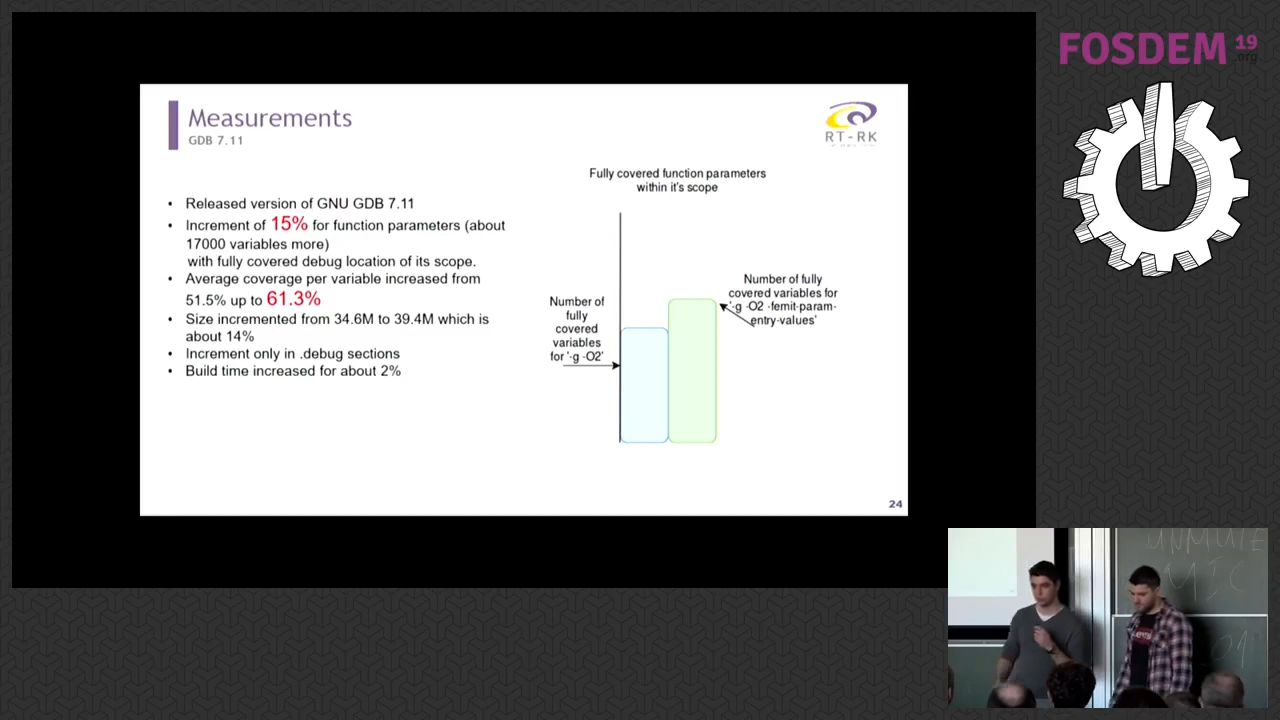 FOSDEM 19
.org
Measurements
GDB 7.11
RT-RK
• Released version of GNU GDB 7.11
• Increment of 15% for function parameters (about
17000 variables more)
with fully covered debug location of its scope.
• Average coverage per variable increased from
51.5% up to 61.3%
• Size incremented from 34.6M to 39.4M which is
about 14%
• Increment only in .debug sections
• Build time increased for about 2%
Fully covered function parameters
within it's scope
Number of
fully
covered
variables
for '-g -O2'
Number of fully
covered variables for
'-g -O2 -femit-param-
entry-values'
24
UNMUTE
MIC